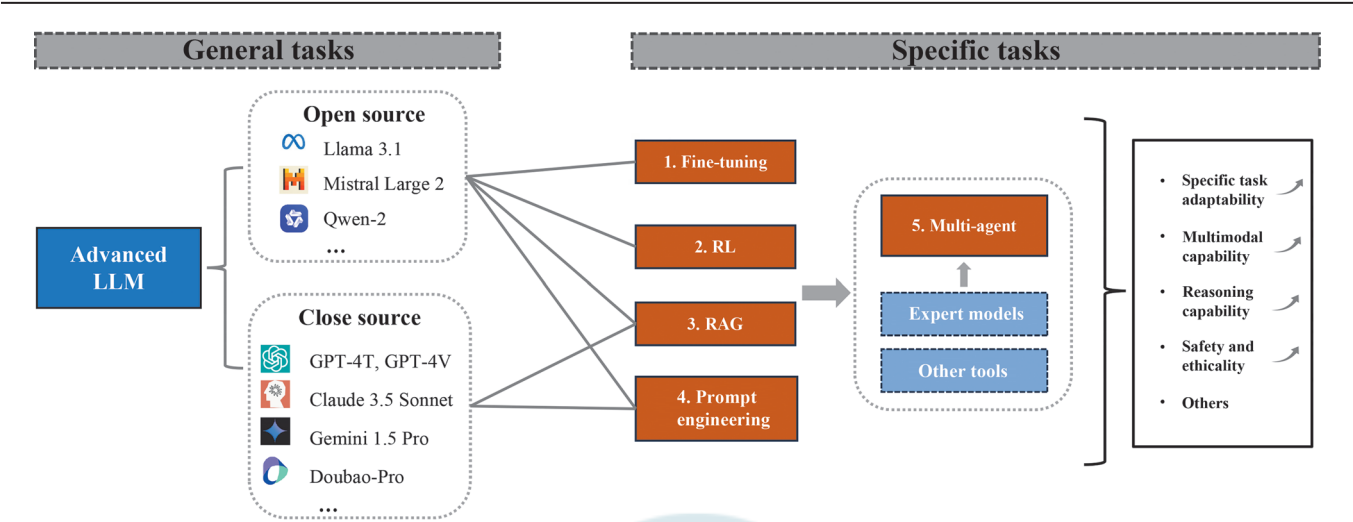 General tasks
Specific tasks
Advanced
LLM
Open source
Llama 3.1
Mistral Large 2
Qwen-2
...
Close source
GPT-4T, GPT-4V
Claude 3.5 Sonnet
Gemini 1.5 Pro
Doubao-Pro
...
1. Fine-tuning
2. RL
3. RAG
4. Prompt
engineering
5. Multi-agent
Expert models
Other tools
• Specific task
adaptability
• Multimodal
capability
• Reasoning
capability
• Safety and
ethicality
• Others